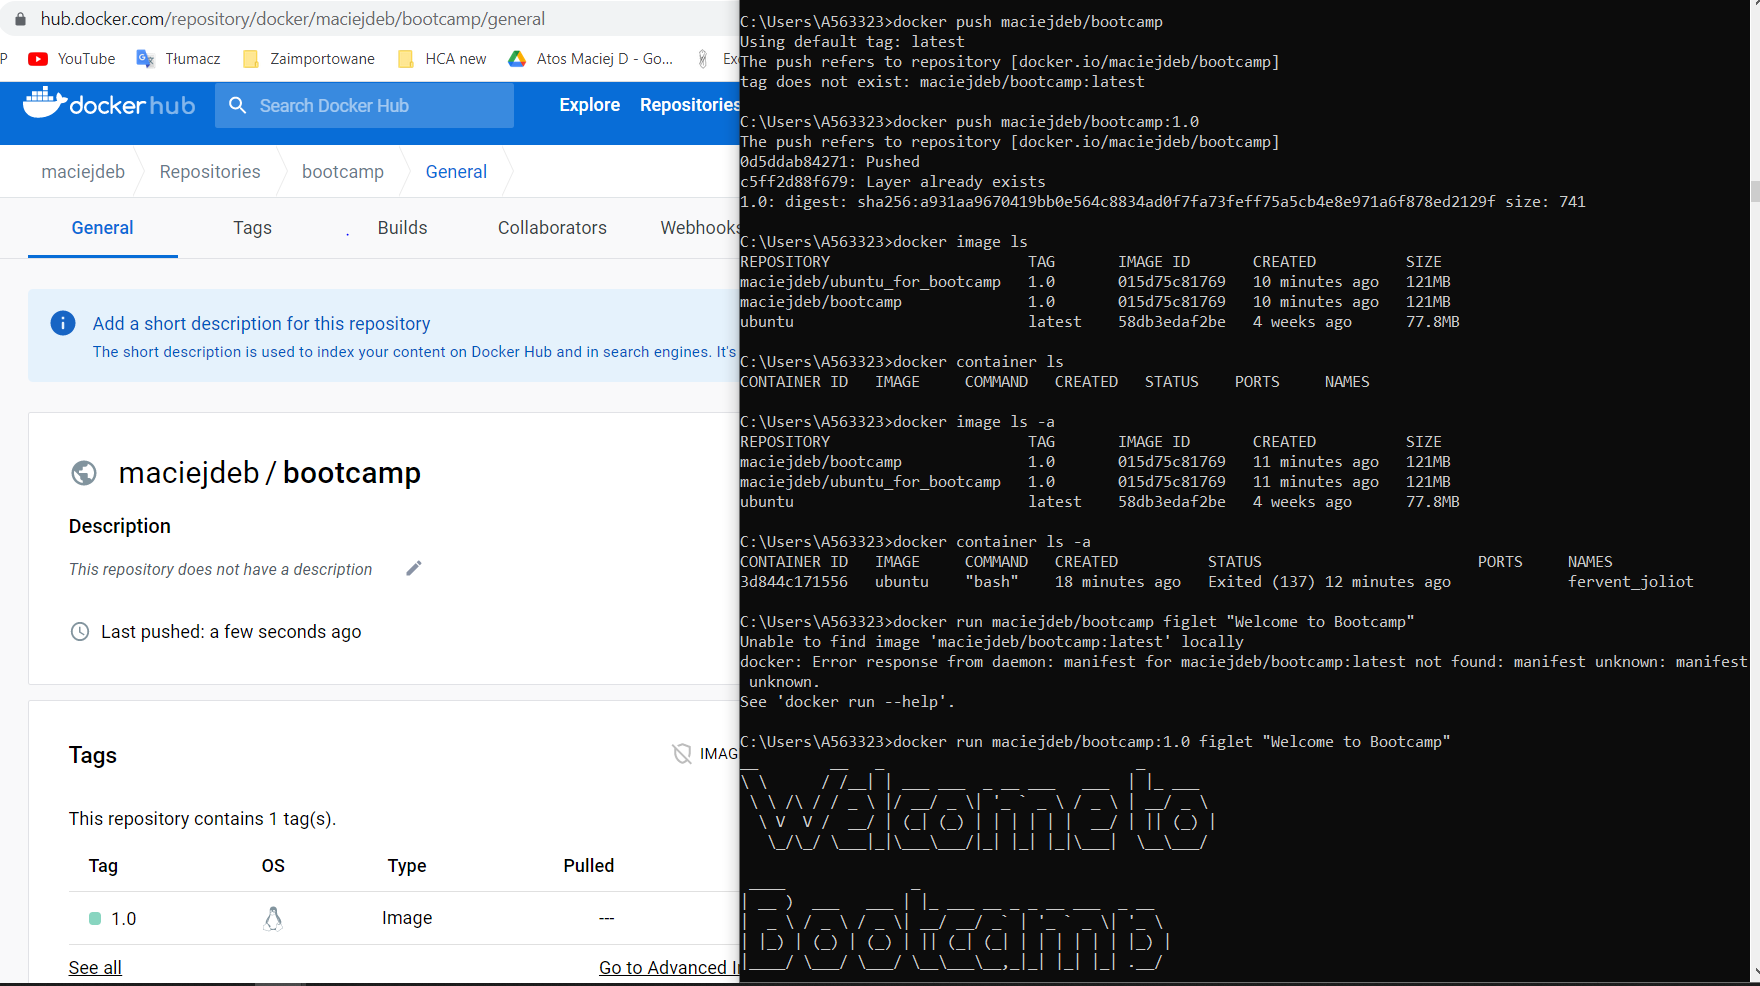 hub.docker.com/repository/docker/maciejdeb/bootcamp/general
P YouTube Tłumacz Zaimportowane HCA new Atos Maciej D - Go...
docker hub Search Docker Hub Explore Repositories
maciejdeb Repositories bootcamp General
General Tags Builds Collaborators Webhooks
Add a short description for this repository
The short description is used to index your content on Docker Hub and in search engines. It's
maciejdeb / bootcamp
Description
This repository does not have a description
Last pushed: a few seconds ago
Tags
IMAG
This repository contains 1 tag(s).
Tag OS Type Pulled
1.0 Image ---
See all Go to Advanced I
C:\Users\A563323>docker push maciejdeb/bootcamp
Using default tag: latest
The push refers to repository [docker.io/maciejdeb/bootcamp]
tag does not exist: maciejdeb/bootcamp:latest
C:\Users\A563323>docker push maciejdeb/bootcamp:1.0
The push refers to repository [docker.io/maciejdeb/bootcamp]
0d5ddab84271: Pushed
c5ff2d88f679: Layer already exists
1.0: digest: sha256:a931aa9670419bb0e564c8834ad0f7fa73feff75a5cb4e8e971a6f878ed2129f size: 741
C:\Users\A563323>docker image ls
REPOSITORY TAG IMAGE ID CREATED SIZE
maciejdeb/ubuntu_for_bootcamp 1.0 015d75c81769 10 minutes ago 121MB
maciejdeb/bootcamp 1.0 015d75c81769 10 minutes ago 121MB
ubuntu latest 58db3edaf2be 4 weeks ago 77.8MB
C:\Users\A563323>docker container ls
CONTAINER ID IMAGE COMMAND CREATED STATUS PORTS NAMES
C:\Users\A563323>docker image ls -a
REPOSITORY TAG IMAGE ID CREATED SIZE
maciejdeb/bootcamp 1.0 015d75c81769 11 minutes ago 121MB
maciejdeb/ubuntu_for_bootcamp 1.0 015d75c81769 11 minutes ago 121MB
ubuntu latest 58db3edaf2be 4 weeks ago 77.8MB
C:\Users\A563323>docker container ls -a
CONTAINER ID IMAGE COMMAND CREATED STATUS PORTS NAMES
3d844c171556 ubuntu "bash" 18 minutes ago Exited (137) 12 minutes ago fervent_joliot
C:\Users\A563323>docker run maciejdeb/bootcamp figlet "Welcome to Bootcamp"
Unable to find image 'maciejdeb/bootcamp:latest' locally
docker: Error response from daemon: manifest for maciejdeb/bootcamp:latest not found: manifest unknown: manifest
unknown.
See 'docker run --help'.
C:\Users\A563323>docker run maciejdeb/bootcamp:1.0 figlet "Welcome to Bootcamp"
Welcome to
Bootcamp